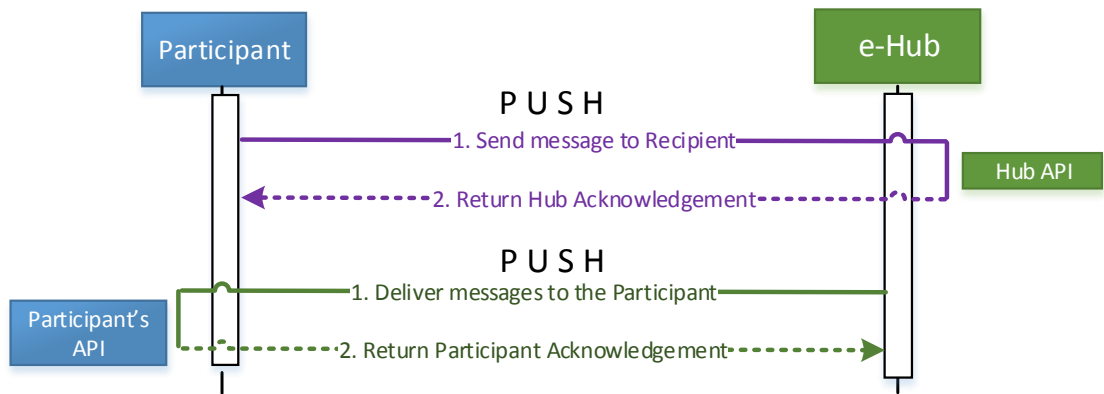 Participant
e-Hub
P U S H
1. Send message to Recipient
Hub API
2. Return Hub Acknowledgement
P U S H
1. Deliver messages to the Participant
Participant's
API
2. Return Participant Acknowledgement